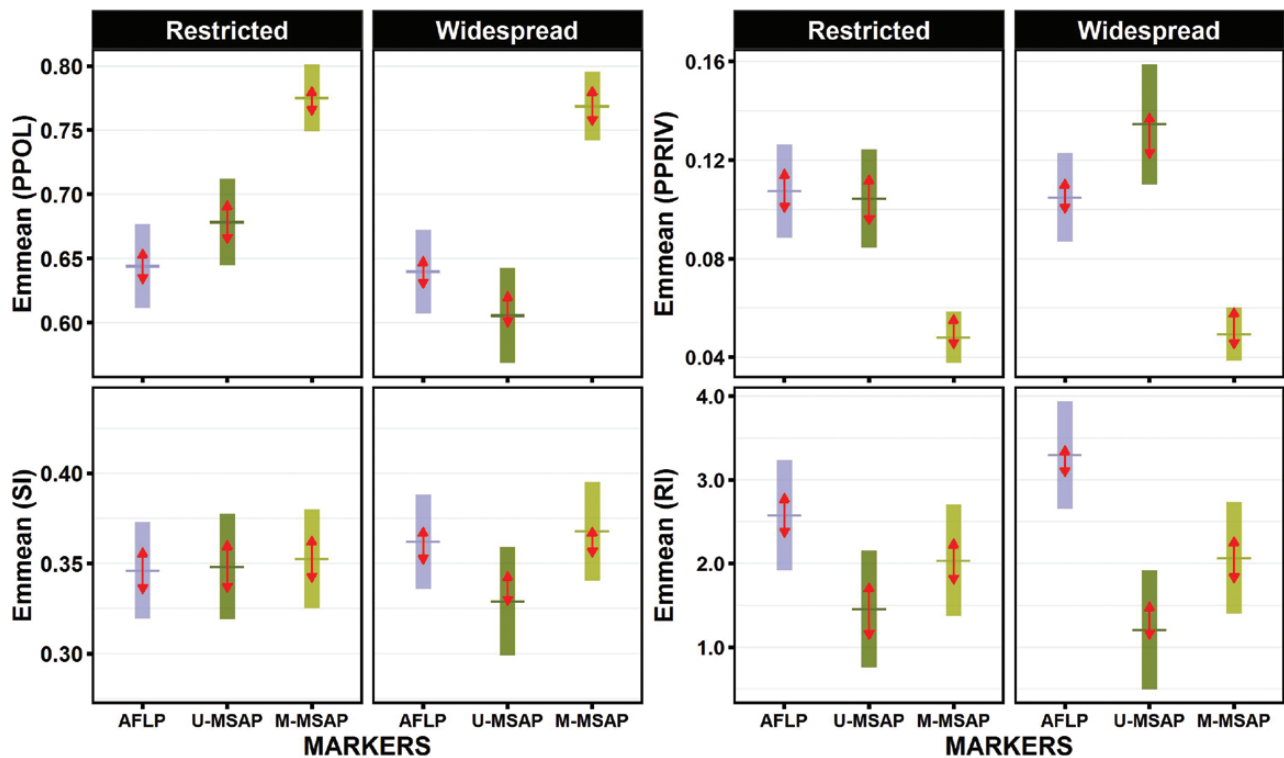 Restricted
Widespread
Emmean (PPOL)
0.80
0.75
0.70
0.65
0.60
Emmean (SI)
0.40
0.35
0.30
AFLP
U-MSAP
M-MSAP
AFLP
U-MSAP
M-MSAP
MARKERS
Restricted
Widespread
Emmean (PPRIV)
0.16
0.12
0.08
0.04
Emmean (RI)
4.0
3.0
2.0
1.0
AFLP
U-MSAP
M-MSAP
AFLP
U-MSAP
M-MSAP
MARKERS